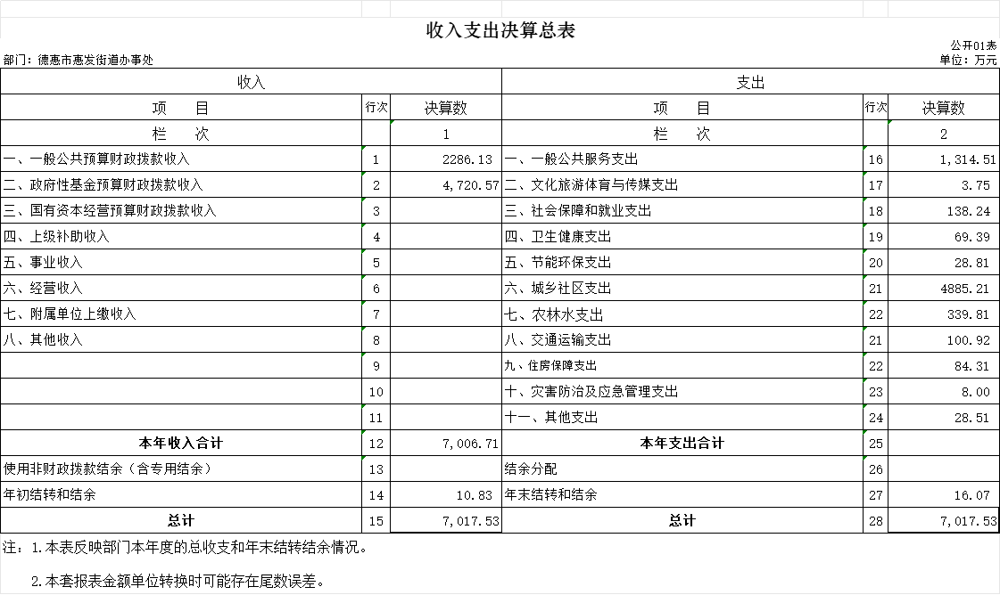 收入支出决算总表
公开01表
部门：德惠市惠发街道办事处 单位：万元
收入 支出
项 目 行次 决算数 项 目 行次 决算数
栏 次 1 栏 次 2
一、一般公共预算财政拨款收入 1 2286.13 一、一般公共服务支出 16 1,314.51
二、政府性基金预算财政拨款收入 2 4,720.57 二、文化旅游体育与传媒支出 17 3.75
三、国有资本经营预算财政拨款收入 3 三、社会保障和就业支出 18 138.24
四、上级补助收入 4 四、卫生健康支出 19 69.39
五、事业收入 5 五、节能环保支出 20 28.81
六、经营收入 6 六、城乡社区支出 21 4885.21
七、附属单位上缴收入 7 七、农林水支出 22 339.81
八、其他收入 8 八、交通运输支出 21 100.92
9 九、住房保障支出 22 84.31
10 十、灾害防治及应急管理支出 23 8.00
11 十一、其他支出 24 28.51
本年收入合计 12 7,006.71 本年支出合计 25
使用非财政拨款结余（含专用结余） 13 结余分配 26
年初结转和结余 14 10.83 年末结转和结余 27 16.07
总计 15 7,017.53 总计 28 7,017.53
注：1.本表反映部门本年度的总收支和年末结转结余情况。
2.本套报表金额单位转换时可能存在尾数误差。